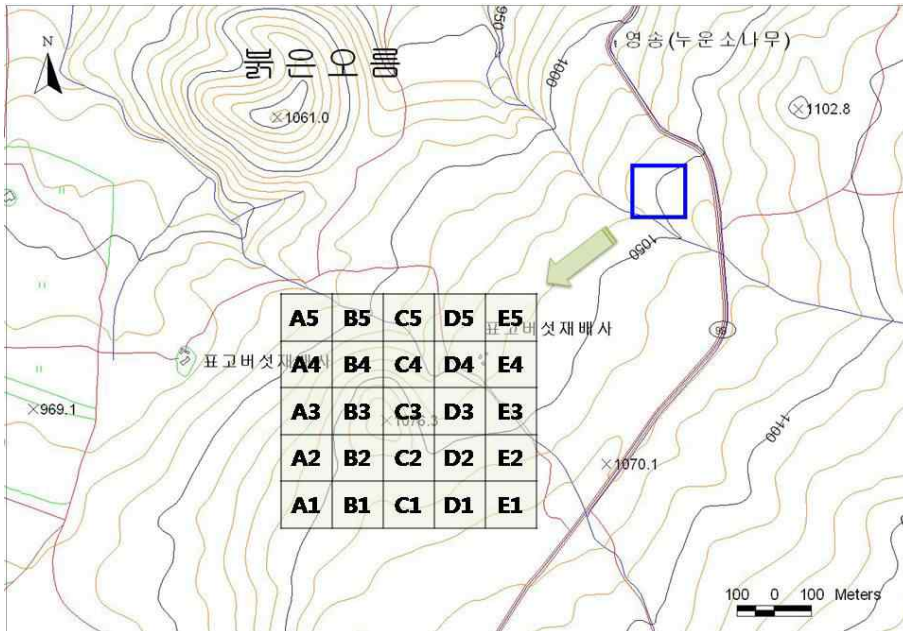 N
붉은오름
950
1000
영송(누운소나무)
×1061.0
×1102.8
1050
A5 B5 C5 D5 E5
표고버섯재배사
99
A4 B4 C4 D4 E4
표고버섯재배사
A3 B3 C3 D3 E3
×1076.3
×969.1
1100
A2 B2 C2 D2 E2
×1070.1
A1 B1 C1 D1 E1
100 0 100 Meters